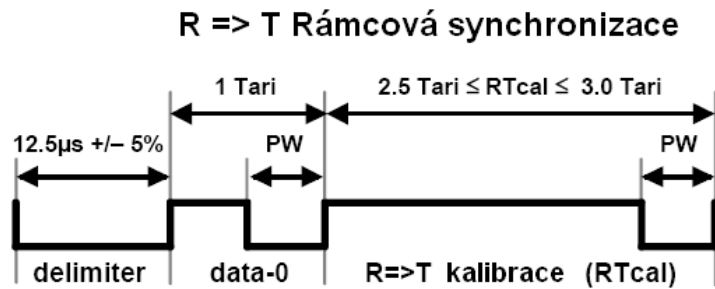 R => T Rámcová synchronizace
1 Tari
2.5 Tari ≤ RTcal ≤ 3.0 Tari
12.5µs +/– 5%
PW
PW
delimiter
data-0
R=>T kalibrace (RTcal)